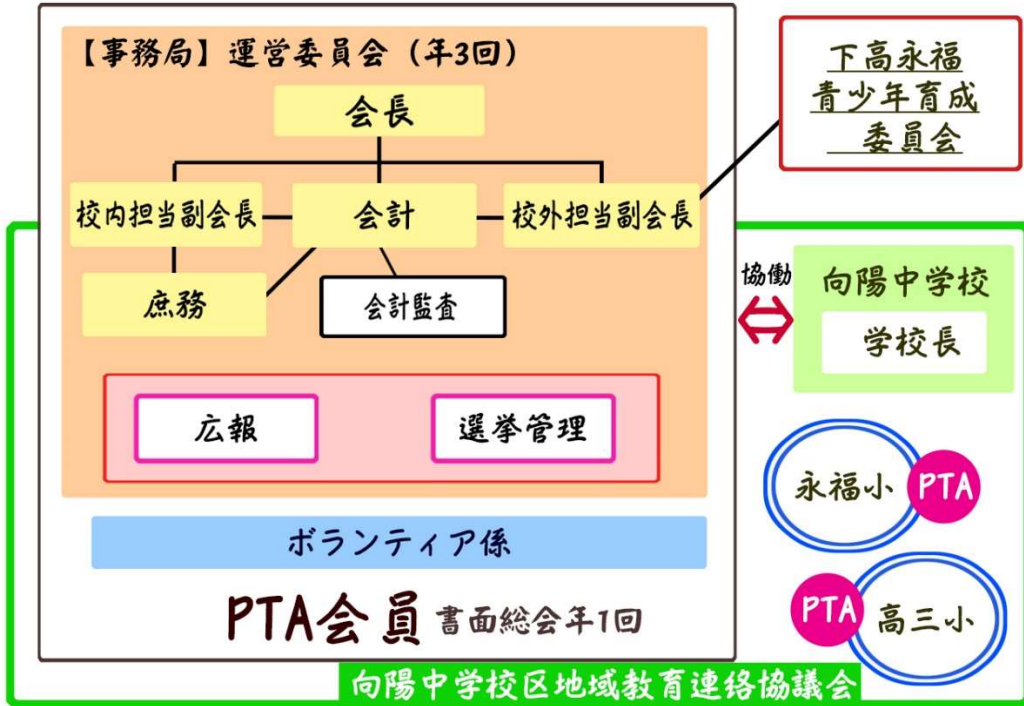 【事務局】運営委員会（年3回）
会長
校内担当副会長
会計
校外担当副会長
庶務
会計監査
広報
選挙管理
ボランティア係
PTA会員 書面総会年1回
下高永福
青少年育成
委員会
協働
向陽中学校
学校長
永福小
PTA
PTA
高三小
向陽中学校区地域教育連絡協議会